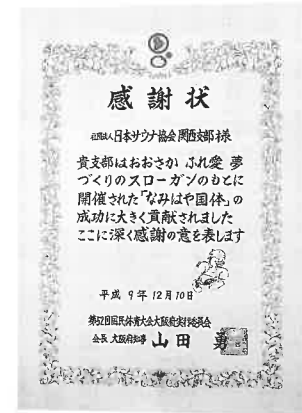 感謝状
社団法人日本サウナ協会関西支部様
貴支部はおおさか ふれ愛 夢
づくりのスローガンのもとに
開催された「なみはや国体」の
成功に大きく貢献されました
ここに深く感謝の意を表します
平成 9年 12月 10日
第52回国民体育大会大阪府実行委員会
会長 大阪府知事 山田 勇